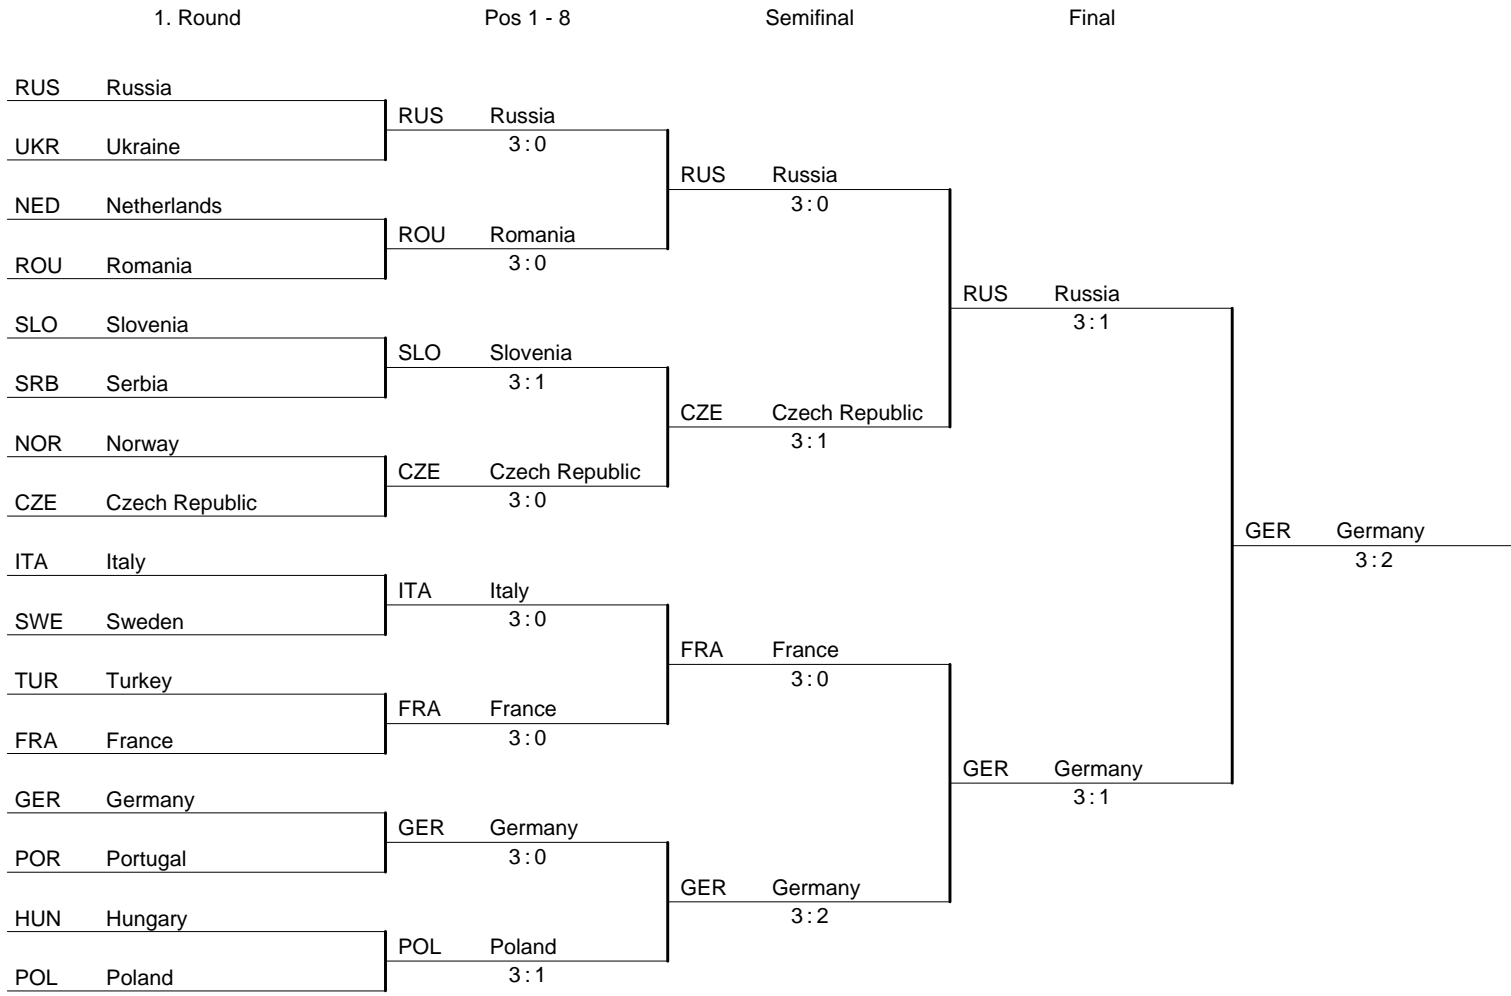 1. Round Pos 1 - 8 Semifinal Final
RUS Russia
RUS Russia
3 : 0
UKR Ukraine
RUS Russia
3 : 0
NED Netherlands
ROU Romania
3 : 0
ROU Romania
RUS Russia
3 : 1
SLO Slovenia
SLO Slovenia
3 : 1
SRB Serbia
CZE Czech Republic
3 : 1
NOR Norway
CZE Czech Republic
3 : 0
CZE Czech Republic
GER Germany
3 : 2
ITA Italy
ITA Italy
3 : 0
SWE Sweden
FRA France
3 : 0
TUR Turkey
FRA France
3 : 0
FRA France
GER Germany
3 : 1
GER Germany
GER Germany
3 : 0
POR Portugal
GER Germany
3 : 2
HUN Hungary
POL Poland
3 : 1
POL Poland